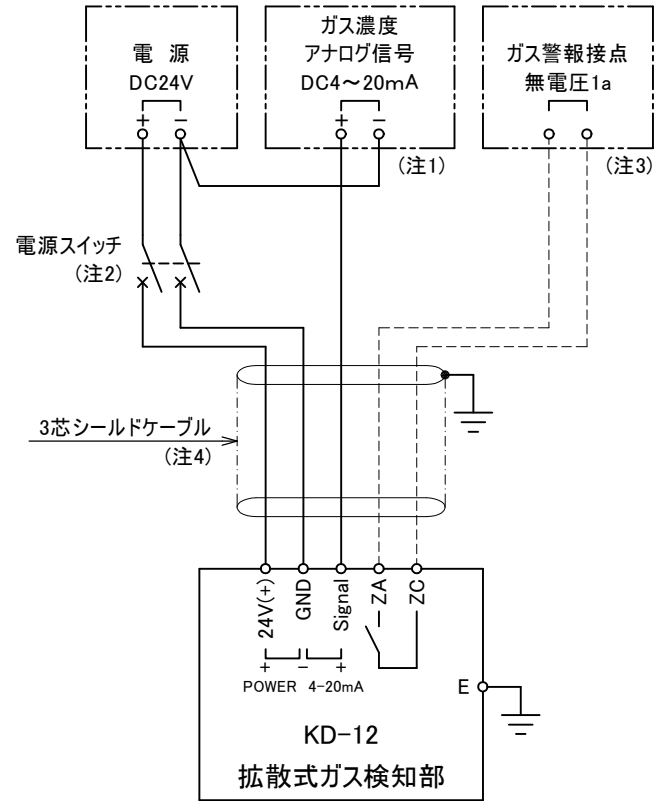 電 源
DC24V
+ −
ガス濃度
アナログ信号
DC4～20mA
+ −
(注1)
ガス警報接点
無電圧1a
(注3)
電源スイッチ
(注2)
3芯シールドケーブル
(注4)
24V(+)
GND
Signal
ZA
ZC
+ − +
POWER 4-20mA
E
KD-12
拡散式ガス検知部